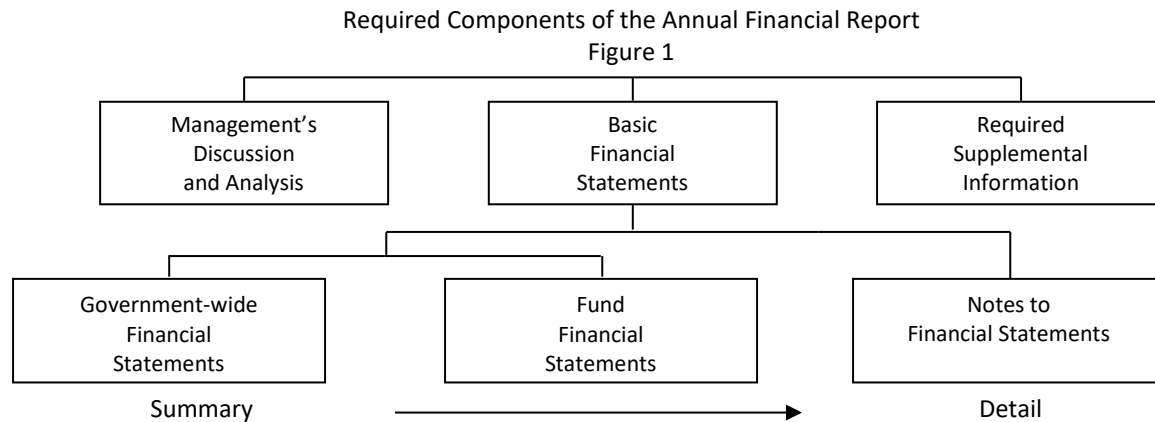 Required Components of the Annual Financial Report
Figure 1
Management’s
Discussion
and Analysis
Basic
Financial
Statements
Required
Supplemental
Information
Government-wide
Financial
Statements
Fund
Financial
Statements
Notes to
Financial Statements
Summary
Detail